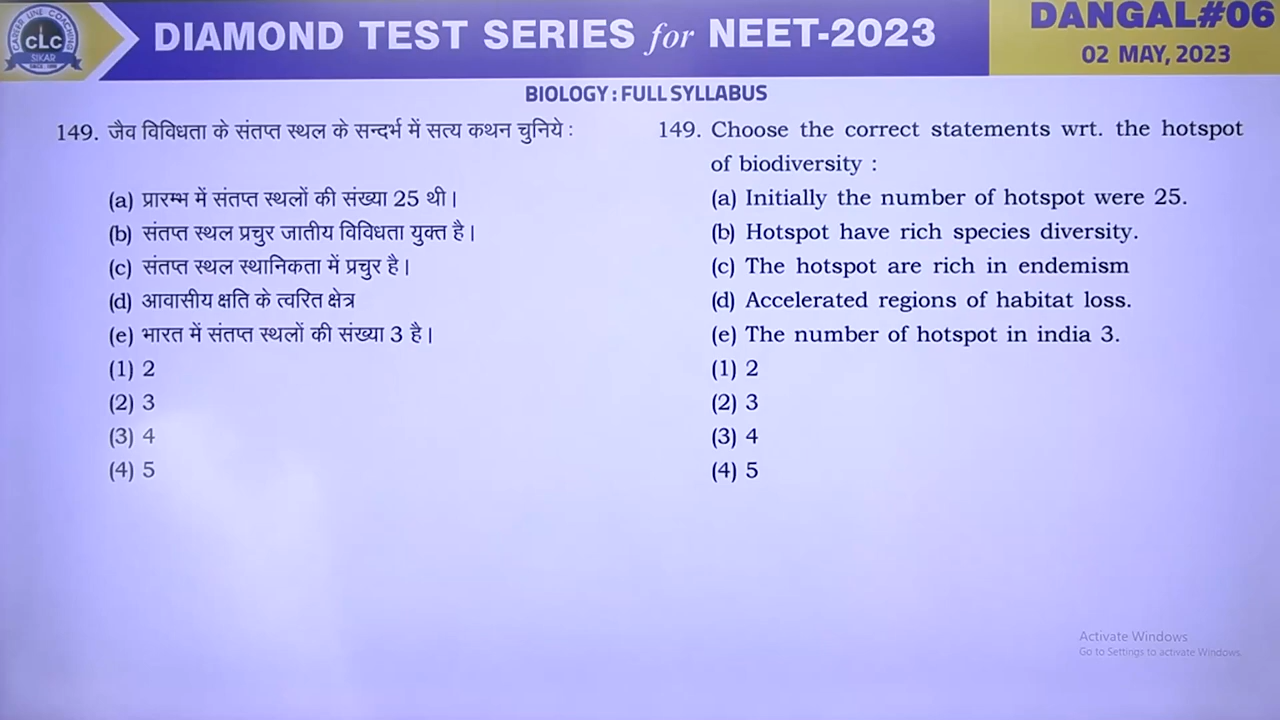 CAREER LINE COACHING
CLC
SIKAR
DIAMOND TEST SERIES for NEET-2023
DANGAL#06
02 MAY, 2023
BIOLOGY : FULL SYLLABUS
149. जैव विविधता के संतप्त स्थल के सन्दर्भ में सत्य कथन चुनिये :
(a) प्रारम्भ में संतप्त स्थलों की संख्या 25 थी।
(b) संतप्त स्थल प्रचुर जातीय विविधता युक्त है।
(c) संतप्त स्थल स्थानिकता में प्रचुर है।
(d) आवासीय क्षति के त्वरित क्षेत्र
(e) भारत में संतप्त स्थलों की संख्या 3 है।
(1) 2
(2) 3
(3) 4
(4) 5
149. Choose the correct statements wrt. the hotspot
of biodiversity :
(a) Initially the number of hotspot were 25.
(b) Hotspot have rich species diversity.
(c) The hotspot are rich in endemism
(d) Accelerated regions of habitat loss.
(e) The number of hotspot in india 3.
(1) 2
(2) 3
(3) 4
(4) 5
Activate Windows
Go to Settings to activate Windows.